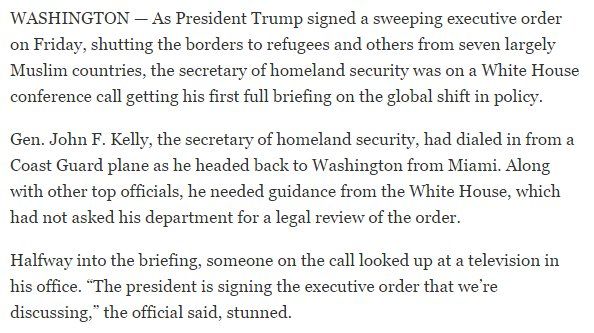 WASHINGTON — As President Trump signed a sweeping executive order
on Friday, shutting the borders to refugees and others from seven largely
Muslim countries, the secretary of homeland security was on a White House
conference call getting his first full briefing on the global shift in policy.
Gen. John F. Kelly, the secretary of homeland security, had dialed in from a
Coast Guard plane as he headed back to Washington from Miami. Along
with other top officials, he needed guidance from the White House, which
had not asked his department for a legal review of the order.
Halfway into the briefing, someone on the call looked up at a television in
his office. “The president is signing the executive order that we’re
discussing,” the official said, stunned.